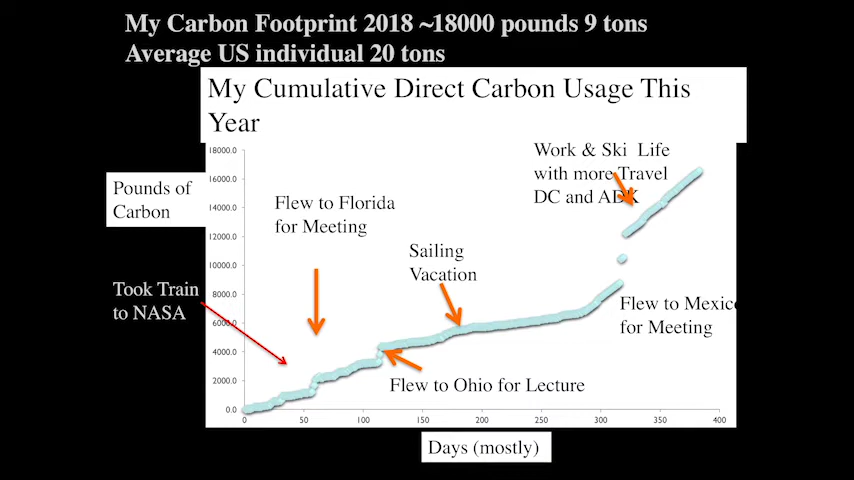 My Carbon Footprint 2018 ~18000 pounds 9 tons
Average US individual 20 tons
My Cumulative Direct Carbon Usage This
Year
18000.0
16000.0
14000.0
12000.0
10000.0
8000.0
6000.0
4000.0
2000.0
0.0
Pounds of
Carbon
Took Train
to NASA
Flew to Florida
for Meeting
Sailing
Vacation
Flew to Ohio for Lecture
Work & Ski Life
with more Travel
DC and ADK
Flew to Mexico
for Meeting
0
50
100
150
200
250
300
350
400
Days (mostly)